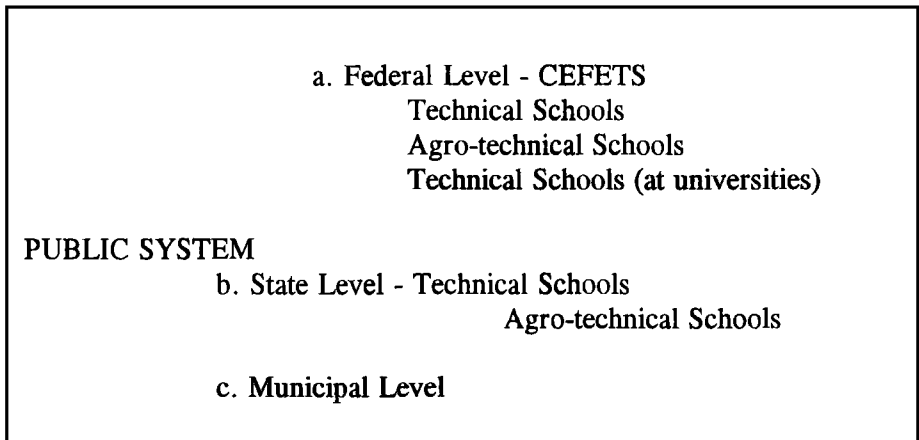 a. Federal Level - CEFETS
Technical Schools
Agro-technical Schools
Technical Schools (at universities)
PUBLIC SYSTEM
b. State Level - Technical Schools
Agro-technical Schools
c. Municipal Level